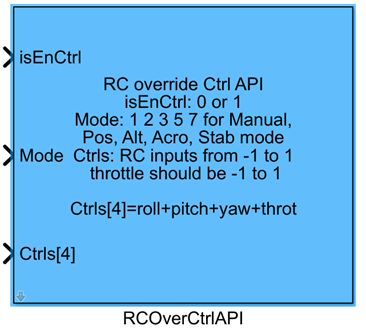 isEnCtrl
RC override Ctrl API
isEnCtrl: 0 or 1
Mode: 1 2 3 5 7 for Manual,
Pos, Alt, Acro, Stab mode
Mode
Ctrls: RC inputs from -1 to 1
throttle should be -1 to 1
Ctrls[4]=roll+pitch+yaw+throt
Ctrls[4]
RCOverCtrlAPI